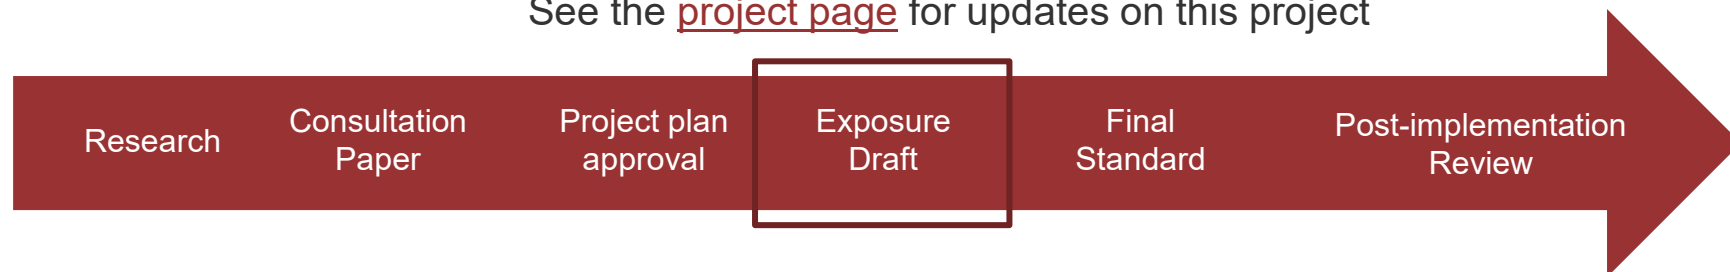 See the project page for updates on this project
Research
Consultation
Paper
Project plan
approval
Exposure
Draft
Final
Standard
Post-implementation
Review